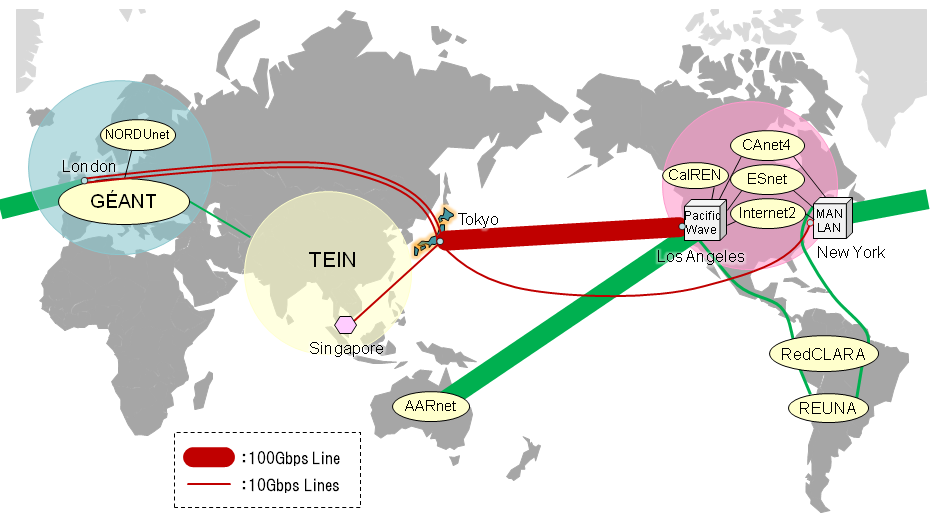 NORDUnet
London
GÉANT
TEIN
Singapore
Tokyo
AARnet
CAnet4
CalREN
ESnet
Internet2
Pacific
Wave
Los Angeles
MAN
LAN
New York
RedCLARA
REUNA
:100Gbps Line
:10Gbps Lines